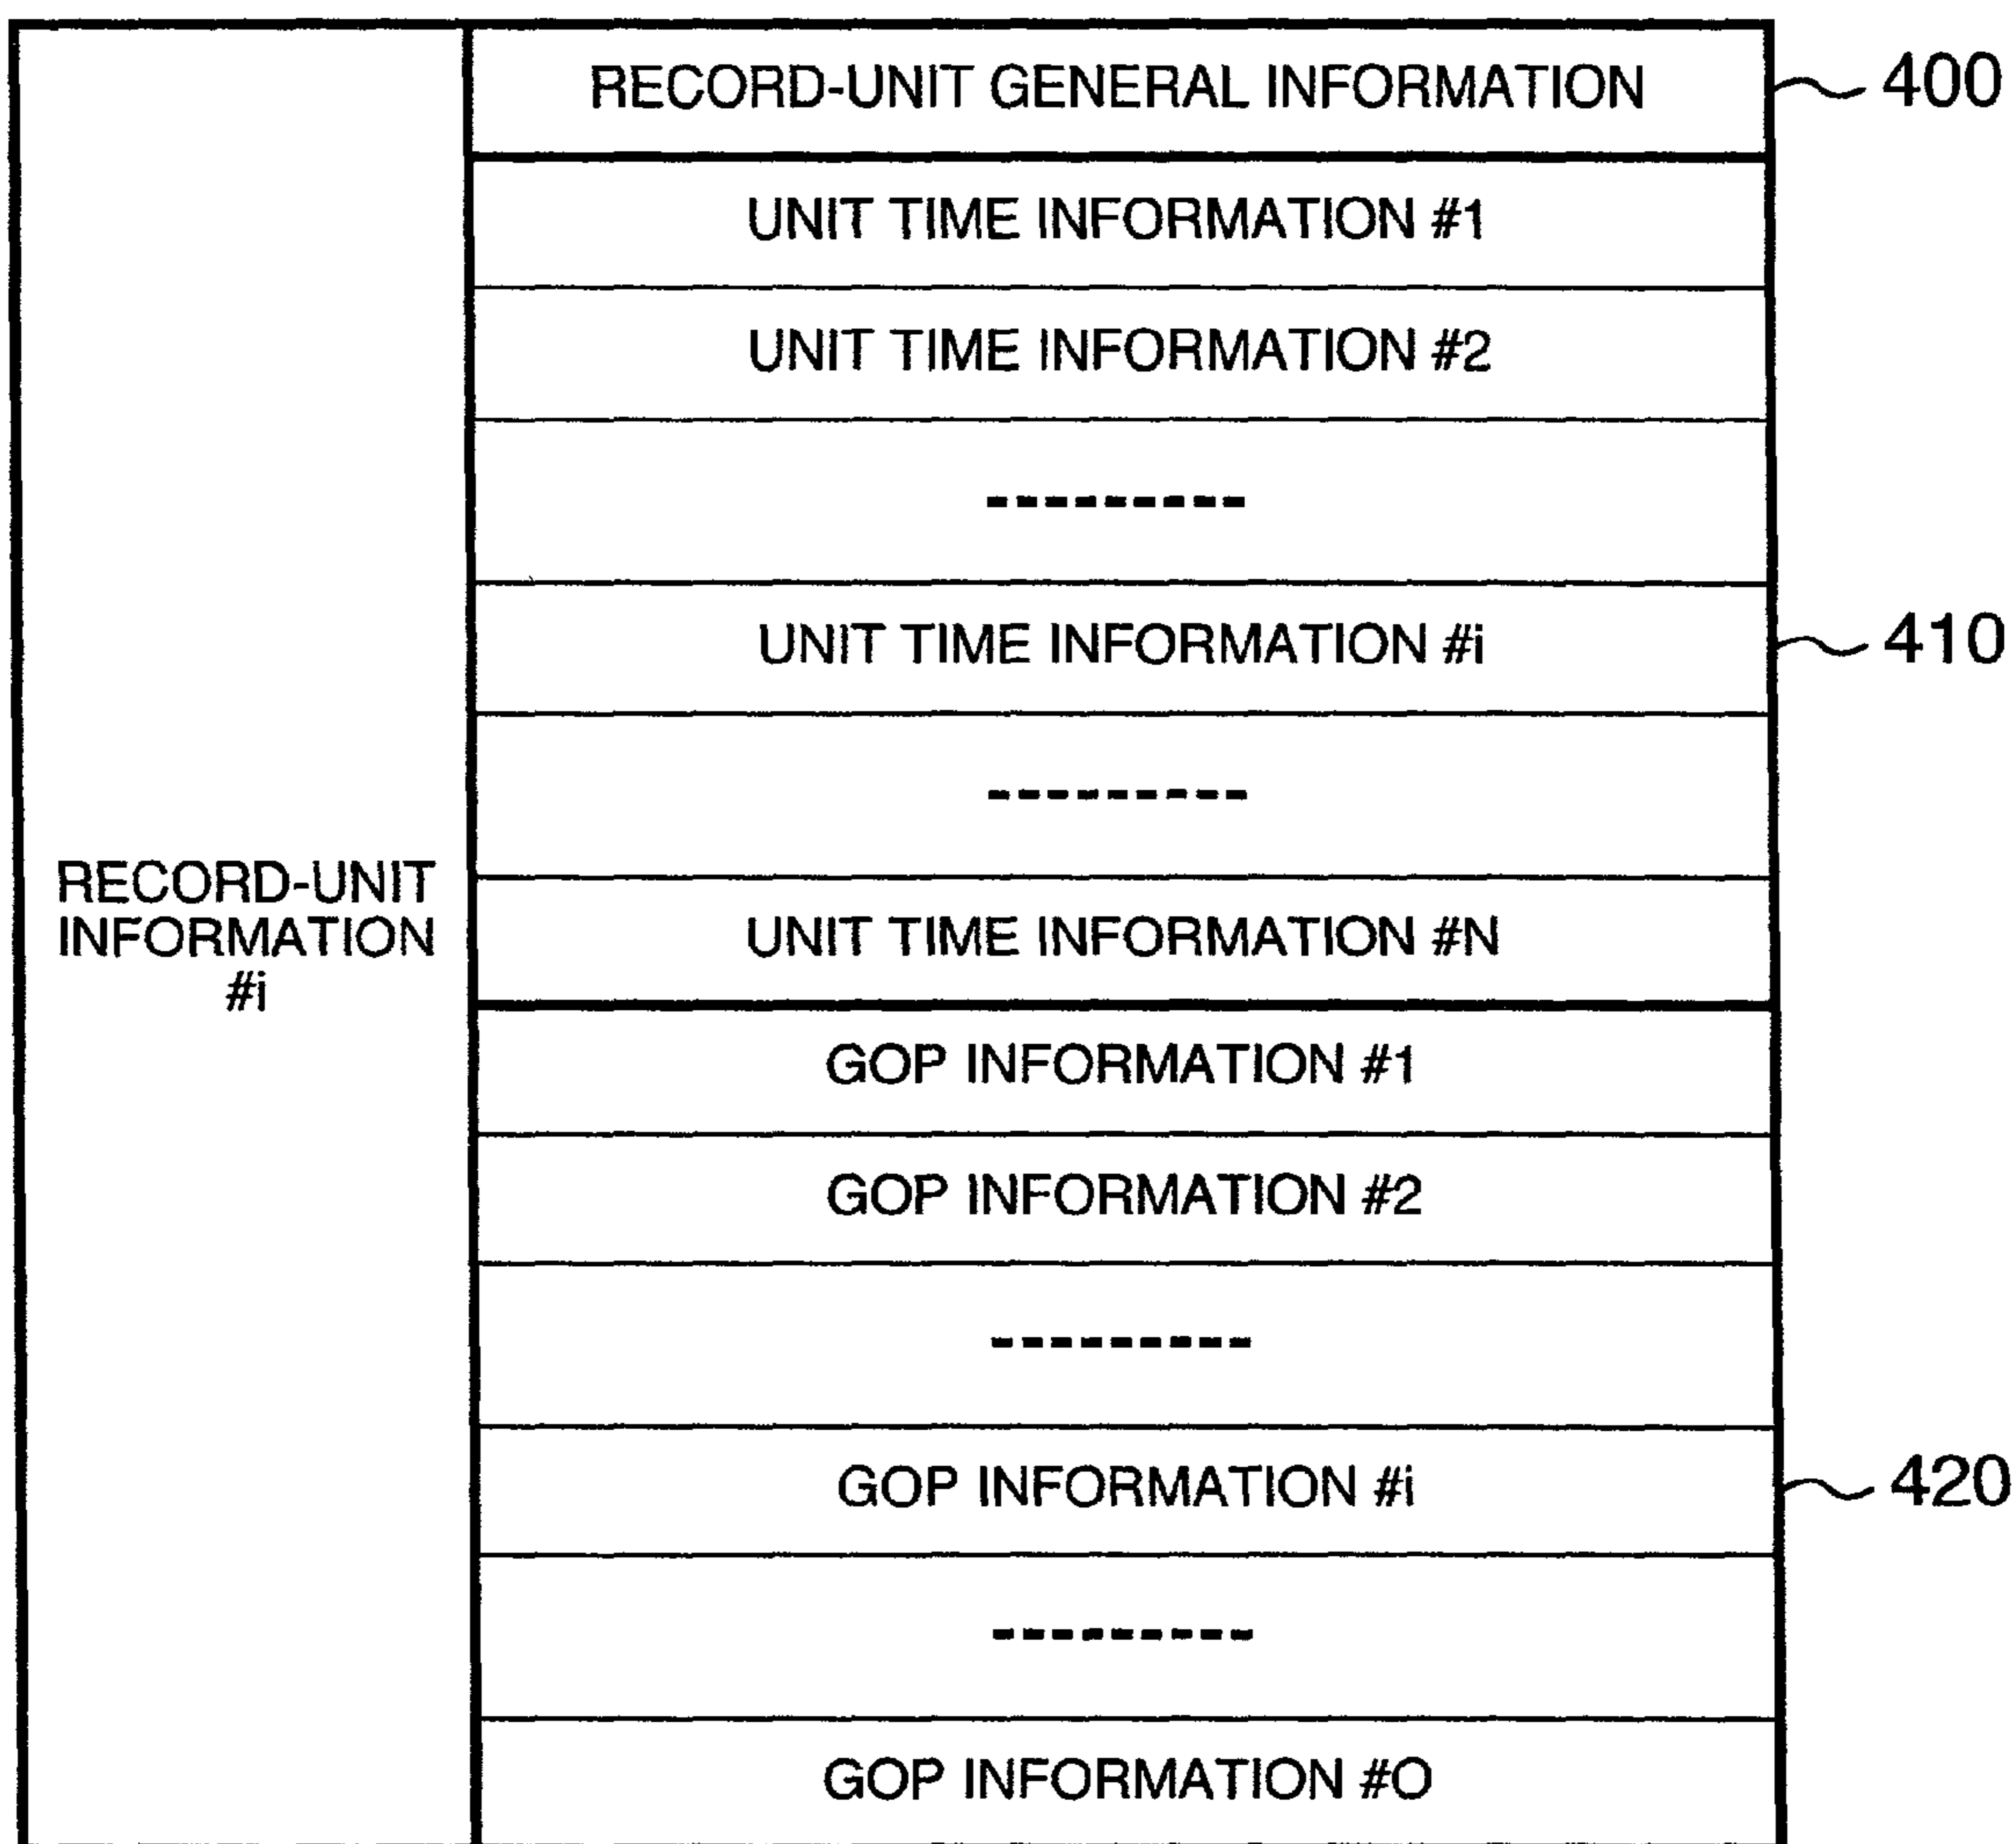 RECORD-UNIT GENERAL INFORMATION
400
UNIT TIME INFORMATION #1
UNIT TIME INFORMATION #2
---------
UNIT TIME INFORMATION #i
410
---------
RECORD-UNIT
INFORMATION
#i
UNIT TIME INFORMATION #N
GOP INFORMATION #1
GOP INFORMATION #2
---------
GOP INFORMATION #i
420
---------
GOP INFORMATION #O